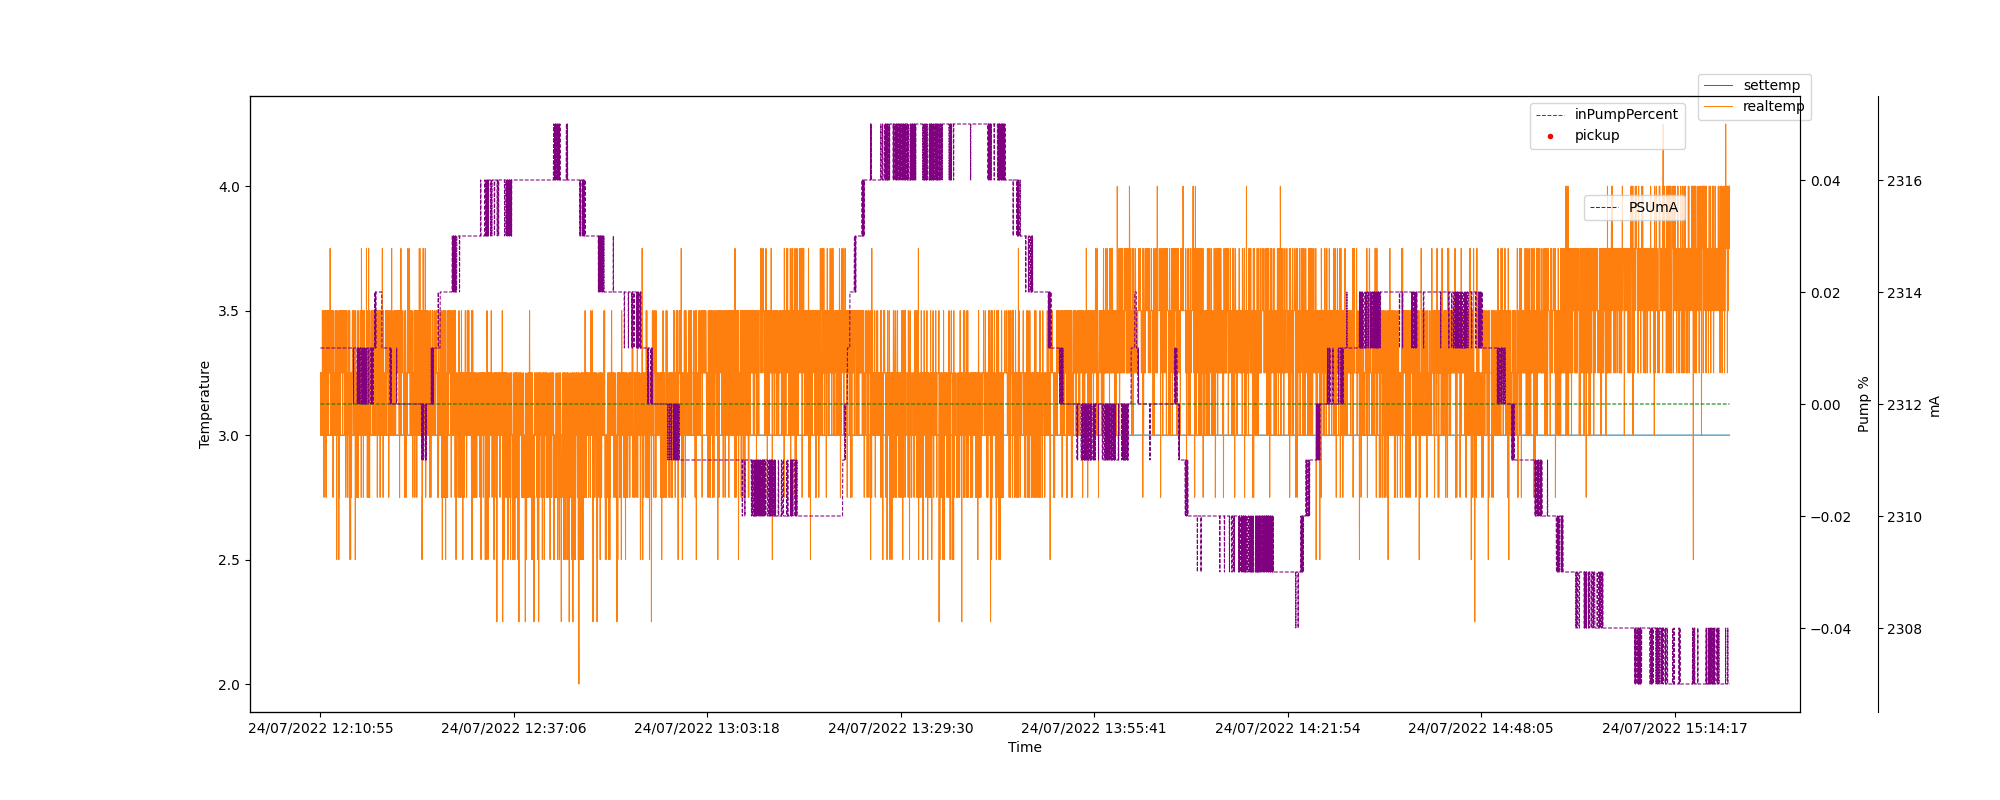 settemp
realtemp
inPumpPercent
pickup
PSUmA
4.0
3.5
3.0
2.5
2.0
Temperature
0.04
0.02
0.00
−0.02
−0.04
Pump %
2316
2314
2312
2310
2308
mA
24/07/2022 12:10:55
24/07/2022 12:37:06
24/07/2022 13:03:18
24/07/2022 13:29:30
24/07/2022 13:55:41
24/07/2022 14:21:54
24/07/2022 14:48:05
24/07/2022 15:14:17
Time